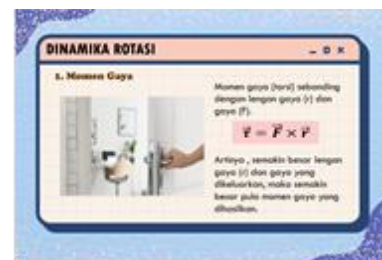 DINAMIKA ROTASI
1. Momen Gaya
Momen gaya (torsi) sebanding
dengan lengan gaya (r) dan
gaya (F).
τ⃗ = F⃗ × r⃗
Artinya , semakin besar lengan
gaya (r) dan gaya yang
dikeluarkan, maka semakin
besar pula momen gaya yang
dihasilkan.